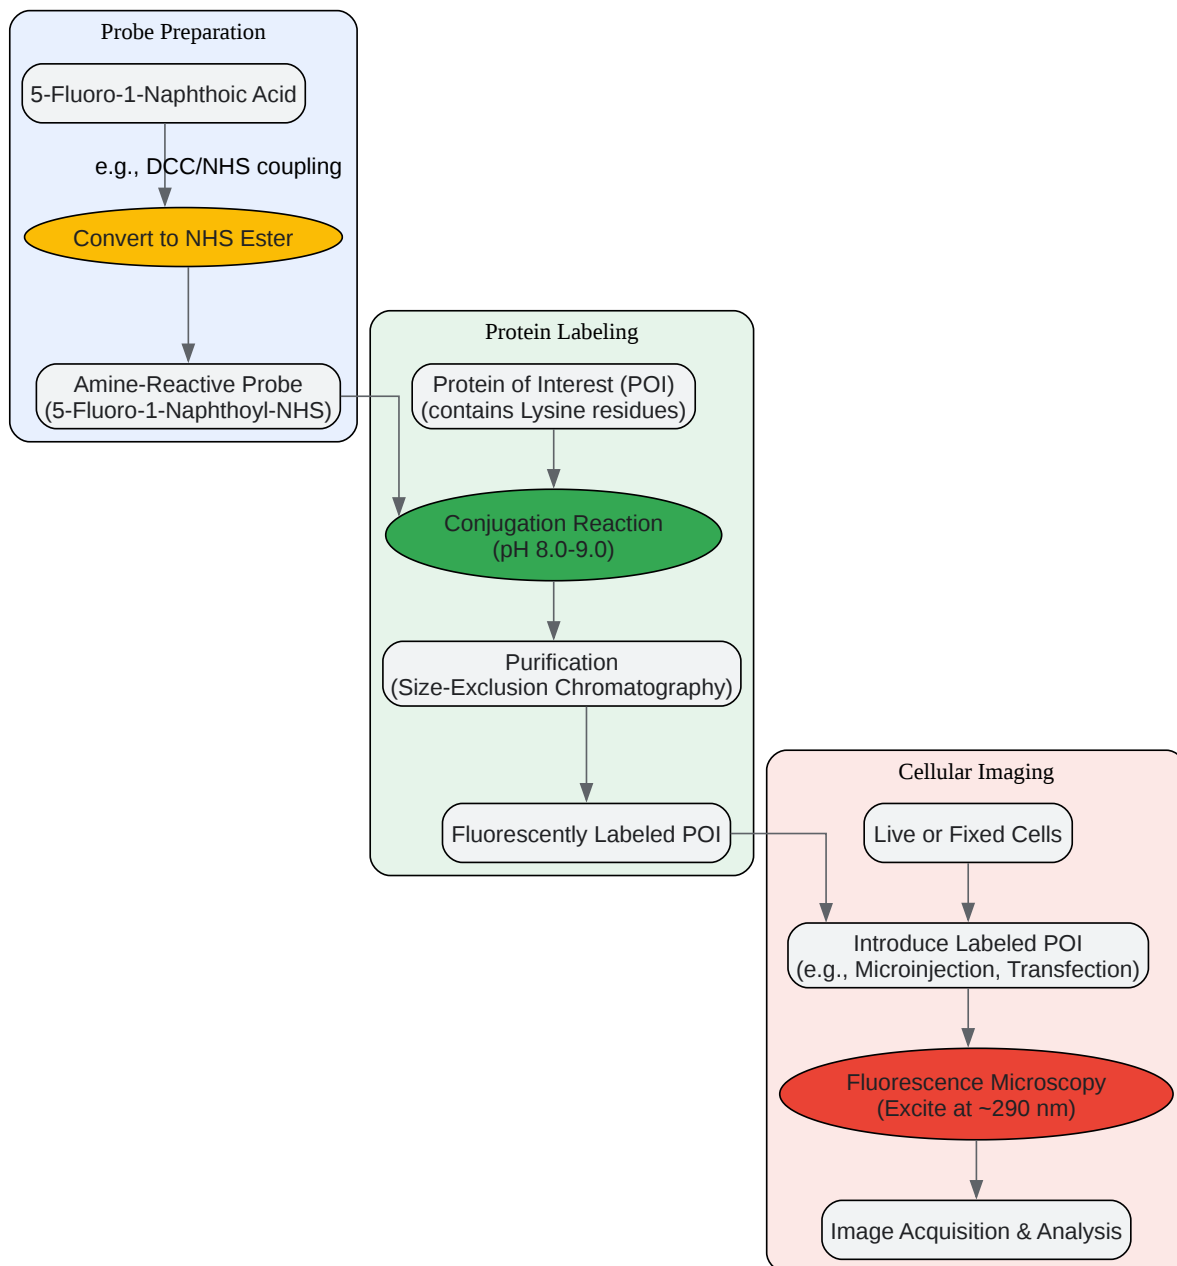 Probe Preparation
5-Fluoro-1-Naphthoic Acid
e.g., DCC/NHS coupling
Convert to NHS Ester
Amine-Reactive Probe
(5-Fluoro-1-Naphthoyl-NHS)
Protein Labeling
Protein of Interest (POI)
(contains Lysine residues)
Conjugation Reaction
(pH 8.0-9.0)
Purification
(Size-Exclusion Chromatography)
Fluorescently Labeled POI
Cellular Imaging
Live or Fixed Cells
Introduce Labeled POI
(e.g., Microinjection, Transfection)
Fluorescence Microscopy
(Excite at ~290 nm)
Image Acquisition & Analysis